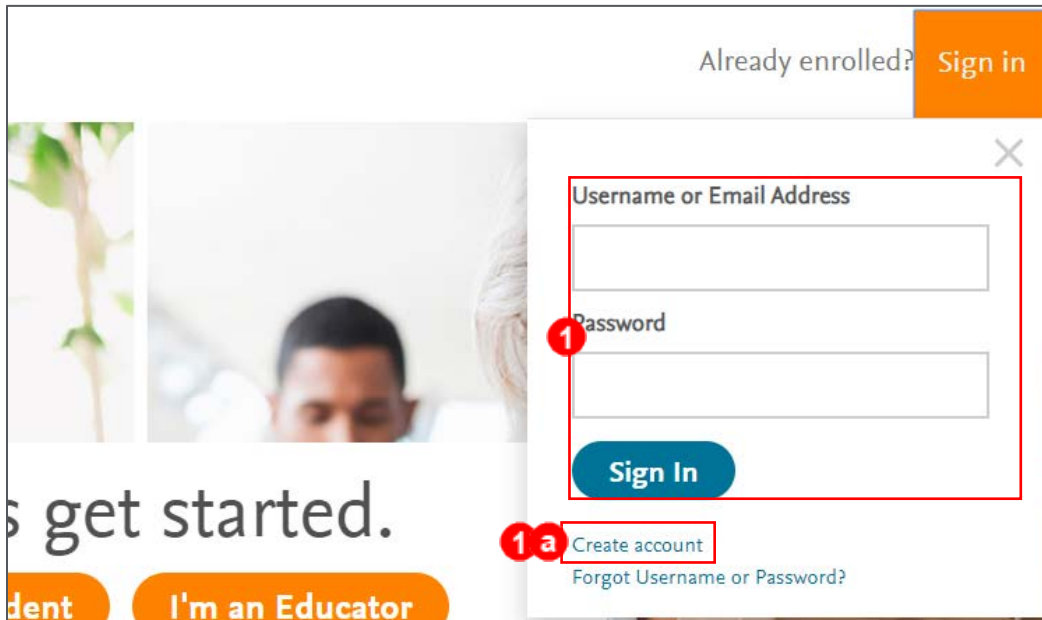 Already enrolled?
Sign in
Username or Email Address
Password
1
Sign In
s get started.
1 a
Create account
Forgot Username or Password?
dent
I'm an Educator